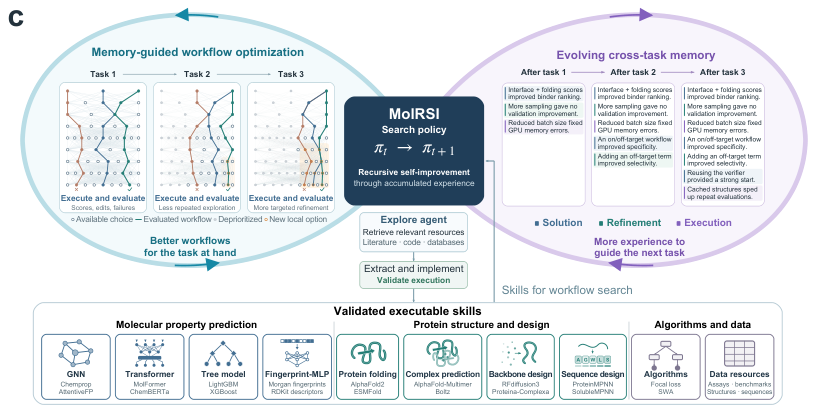 c
Memory-guided workflow optimization
Task 1
Task 2
Task 3
Execute and evaluate
Scores, edits, failures
Execute and evaluate
Less repeated exploration
Execute and evaluate
More targeted refinement
Available choice
Evaluated workflow
Deprioritized
New local option
Better workflows
for the task at hand
MolRSI
Search policy
π_t → π_{t+1}
Recursive self-improvement
through accumulated experience
Explore agent
Retrieve relevant resources
Literature · code · databases
Extract and implement
Validate execution
Evolving cross-task memory
After task 1
After task 2
After task 3
Interface + folding scores
improved binder ranking.
More sampling gave no
validation improvement.
Reduced batch size fixed
GPU memory errors.
Interface + folding scores
improved binder ranking.
More sampling gave no
validation improvement.
Reduced batch size fixed
GPU memory errors.
An on/off-target workflow
improved specificity.
Adding an off-target term
improved selectivity.
Interface + folding scores
improved binder ranking.
More sampling gave no
validation improvement.
Reduced batch size fixed
GPU memory errors.
An on/off-target workflow
improved specificity.
Adding an off-target term
improved selectivity.
Reusing the verifier
provided a strong start.
Cached structures sped
up repeat evaluations.
Solution
Refinement
Execution
More experience to
guide the next task
Skills for workflow search
Validated executable skills
Molecular property prediction
Protein structure and design
Algorithms and data
GNN
Chemprop
AttentiveFP
Transformer
MolFormer
ChemBERTa
Tree model
LightGBM
XGBoost
Fingerprint-MLP
Morgan fingerprints
RDKit descriptors
Protein folding
AlphaFold2
ESMFold
Complex prediction
AlphaFold-Multimer
Boltz
Backbone design
RFdiffusion3
Proteina-Complexa
A G W L S
Sequence design
ProteinMPNN
SolubleMPNN
Algorithms
Focal loss
SWA
Data resources
Assays · benchmarks
Structures · sequences